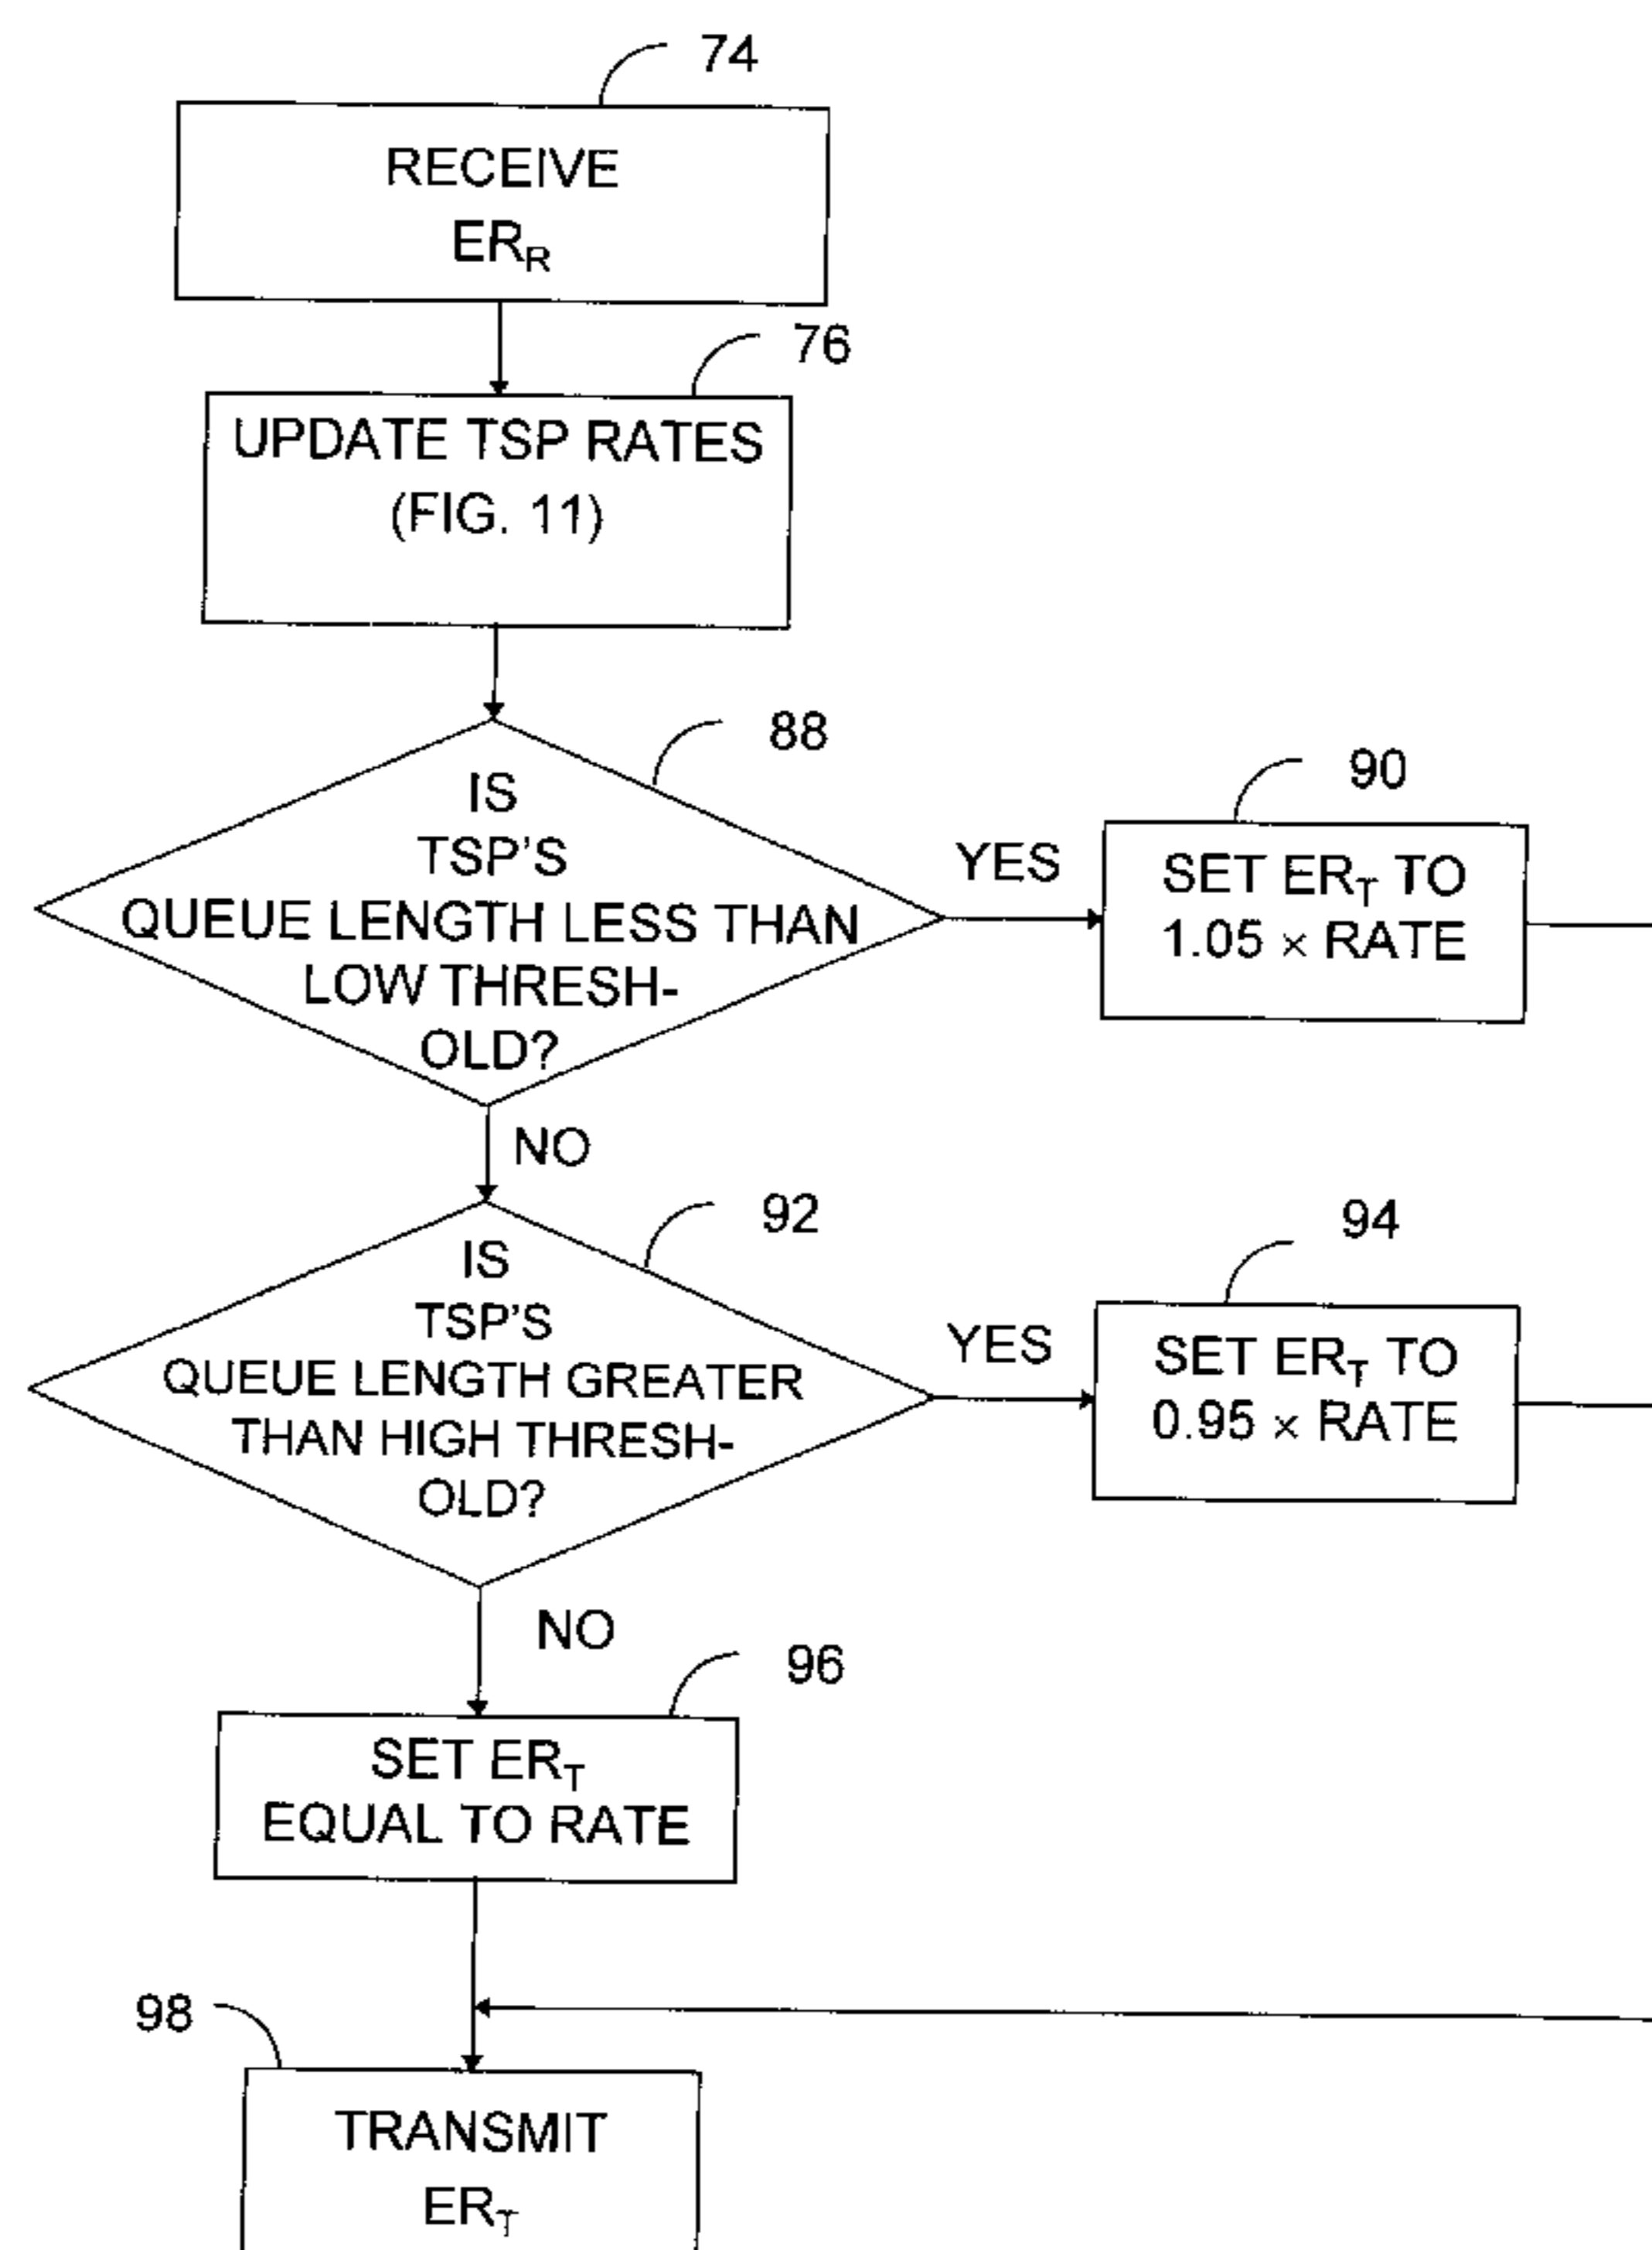 74
RECEIVE
ER_R
76
UPDATE TSP RATES
(FIG. 11)
88
IS
TSP'S
QUEUE LENGTH LESS THAN
LOW THRESH-
OLD?
YES
90
SET ER_T TO
1.05 × RATE
NO
92
IS
TSP'S
QUEUE LENGTH GREATER
THAN HIGH THRESH-
OLD?
YES
94
SET ER_T TO
0.95 × RATE
NO
96
SET ER_T
EQUAL TO RATE
98
TRANSMIT
ER_T